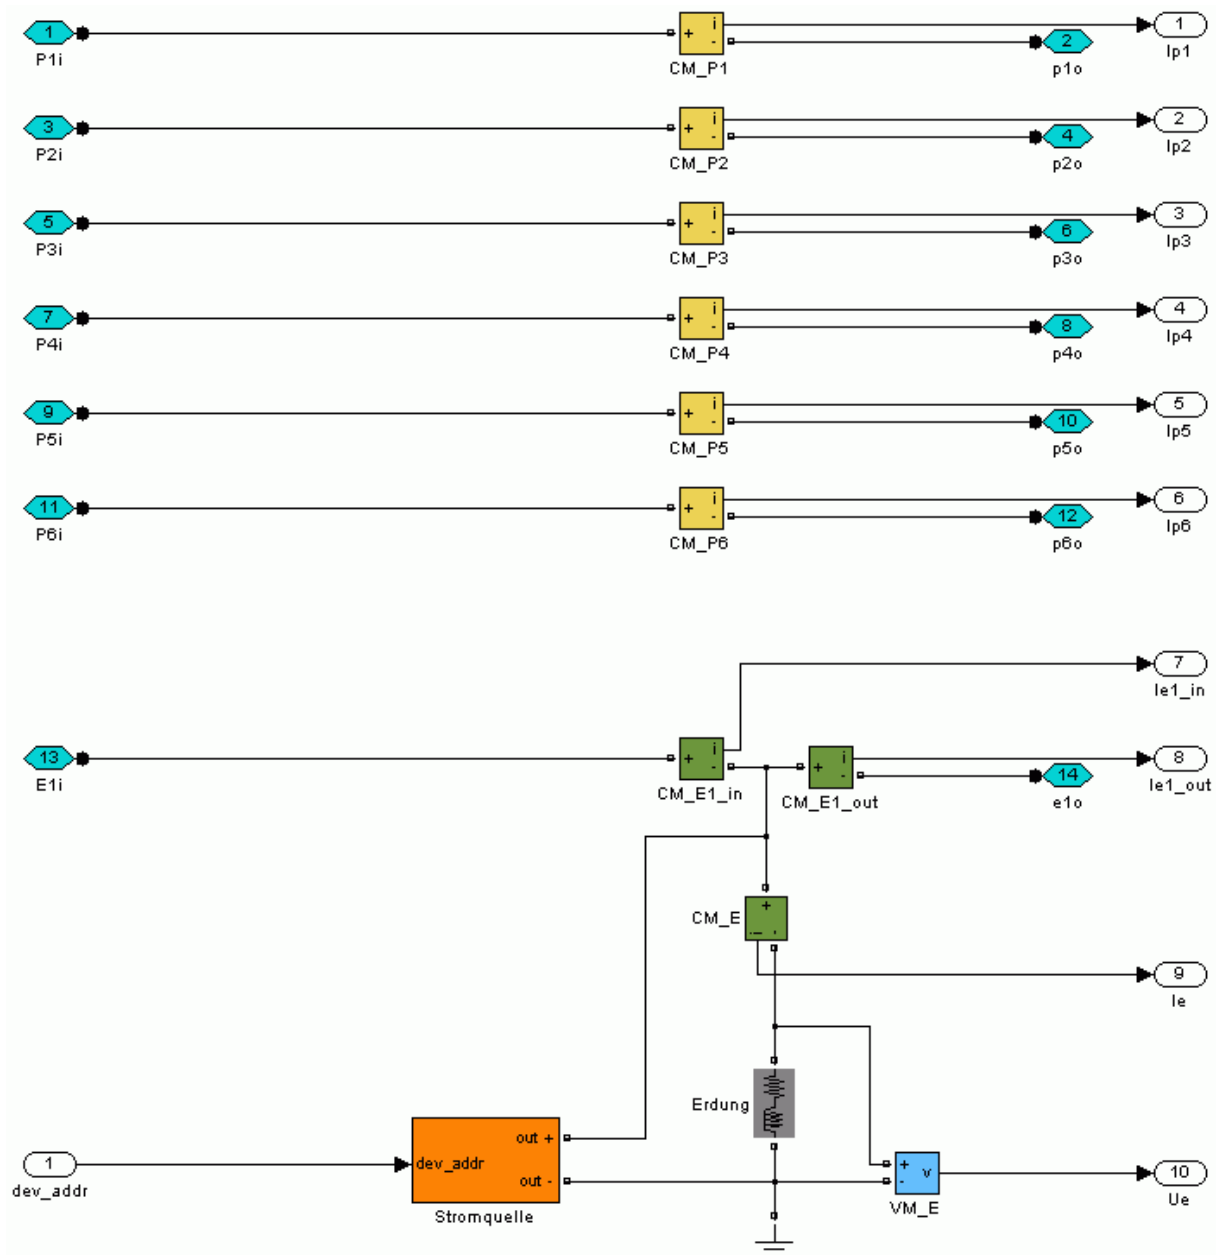 1
P1i
+
i
-
CM_P1
2
p1o
1
Ip1
3
P2i
+
i
-
CM_P2
4
p2o
2
Ip2
5
P3i
+
i
-
CM_P3
6
p3o
3
Ip3
7
P4i
+
i
-
CM_P4
8
p4o
4
Ip4
9
P5i
+
i
-
CM_P5
10
p5o
5
Ip5
11
P6i
+
i
-
CM_P6
12
p6o
6
Ip6
7
Ie1_in
13
E1i
+
i
-
CM_E1_in
+
i
-
CM_E1_out
14
e1o
8
Ie1_out
CM_E
+
i
-
9
Ie
Erdung
1
dev_addr
dev_addr
out +
out -
Stromquelle
+
-
v
VM_E
10
Ue